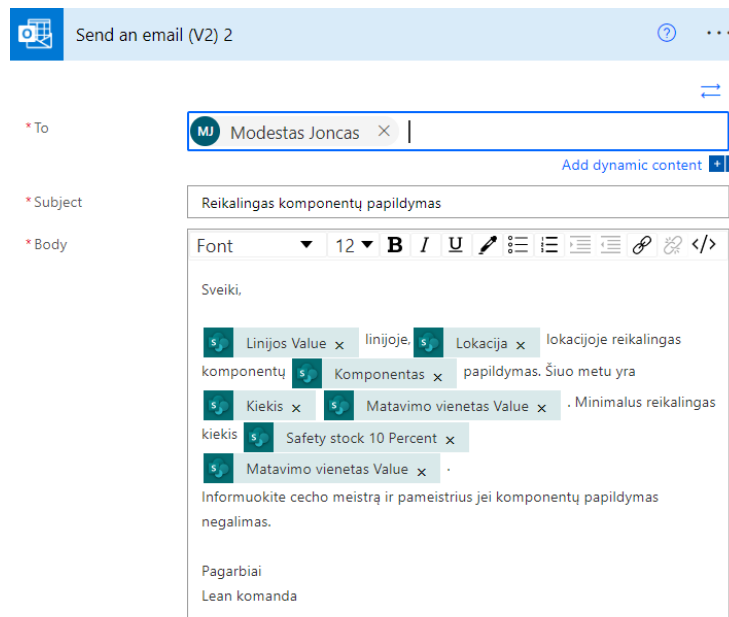 Send an email (V2) 2
* To
MJ Modestas Joncas ×
Add dynamic content +
* Subject
Reikalingas komponentų papildymas
* Body
Font 12 B I U </>
Sveiki,
Linijos Value × linijoje, Lokacija × lokacijoje reikalingas
komponentų Komponentas × papildymas. Šiuo metu yra
Kiekis × Matavimo vienetas Value × . Minimalus reikalingas
kiekis Safety stock 10 Percent ×
Matavimo vienetas Value × .
Informuokite cecho meistrą ir pameistrius jei komponentų papildymas
negalimas.
Pagarbiai
Lean komanda